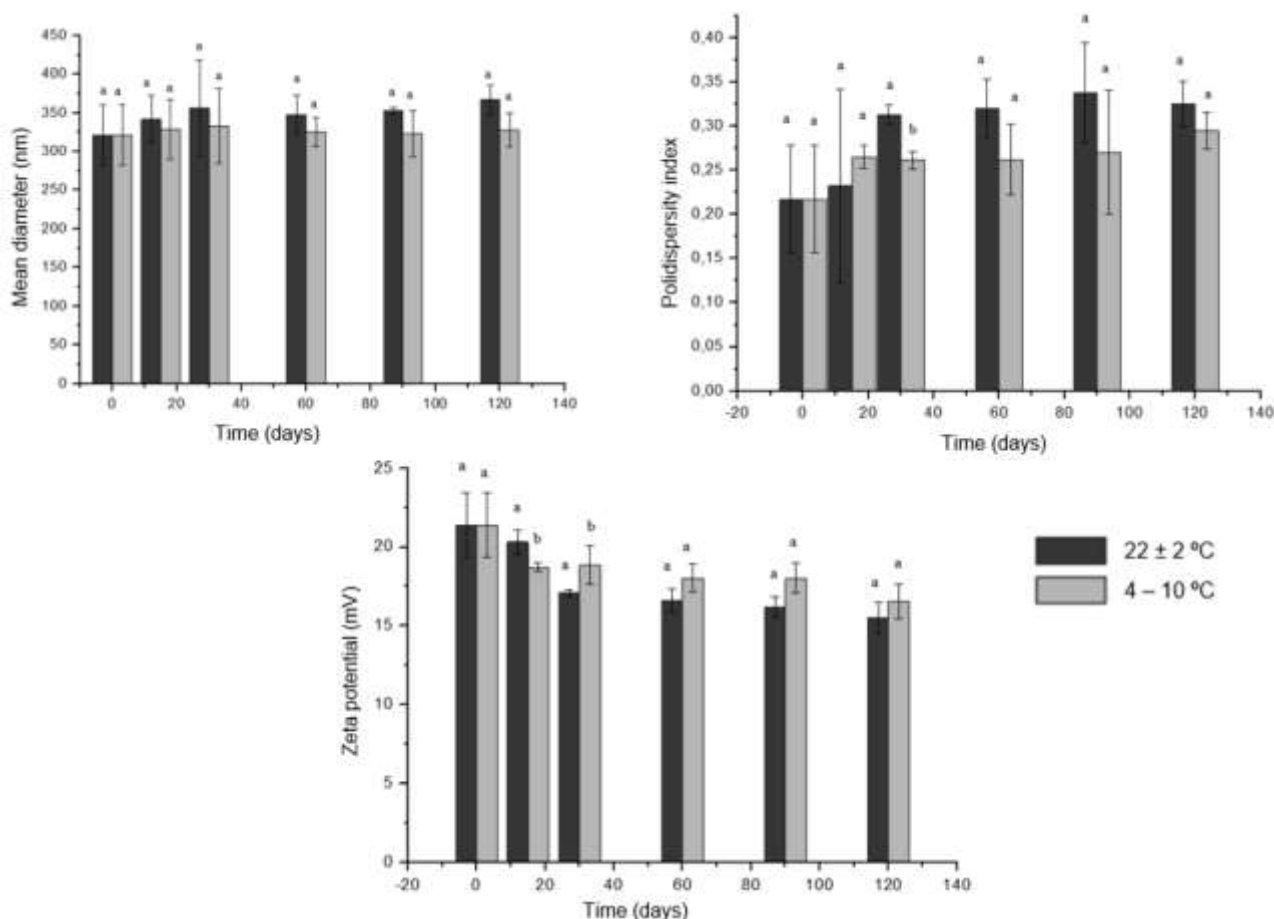 450
400
350
300
250
200
150
100
50
0
Mean diameter (nm)
a a a a a a a a a a a a
0 20 40 60 80 100 120 140
Time (days)
0,40
0,35
0,30
0,25
0,20
0,15
0,10
0,05
0,00
Polidispersity index
a a a a a b a a a a a a
-20 0 20 40 60 80 100 120 140
Time (days)
25
20
15
10
5
0
Zeta potential (mV)
a a a b a b a a a a a a
-20 0 20 40 60 80 100 120 140
Time (days)
22 ± 2 ºC
4 – 10 ºC